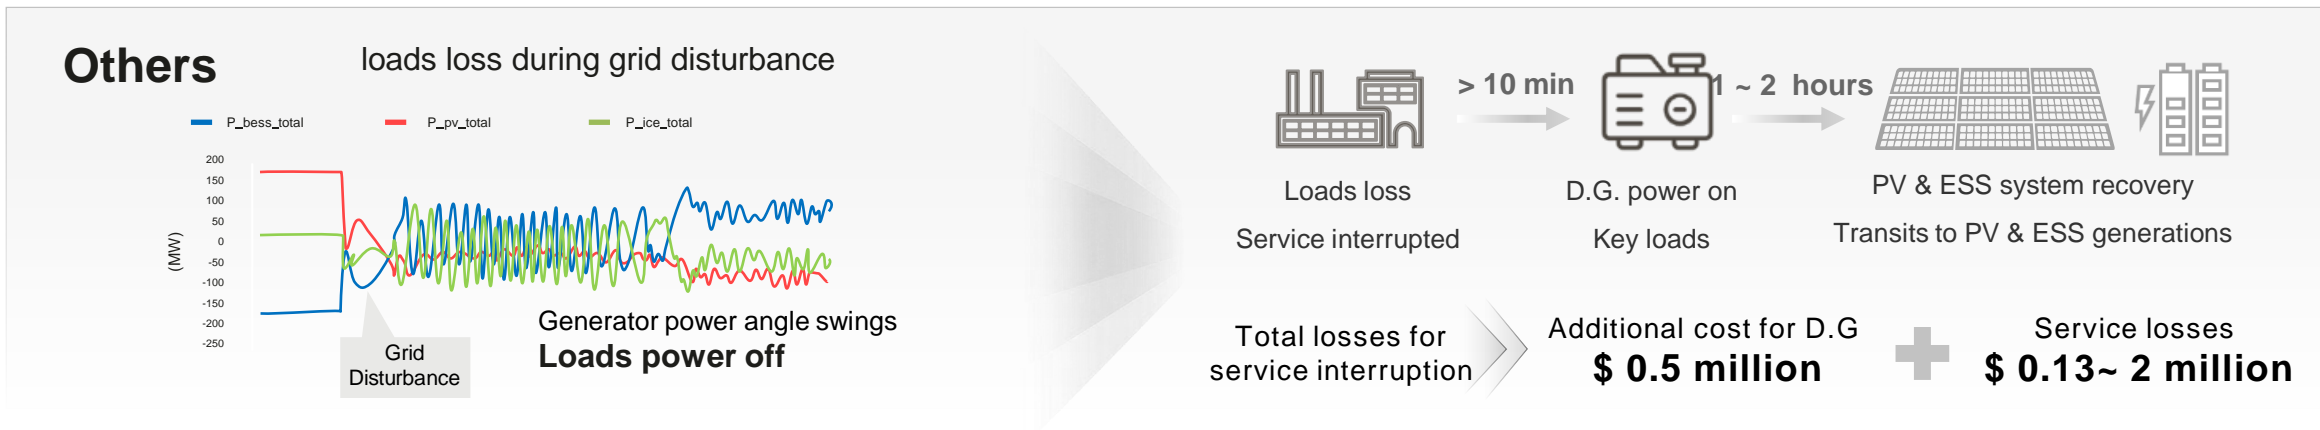 Others
loads loss during grid disturbance
P_bess_total
P_pv_total
P_ice_total
200
150
100
50
0
-50
-100
-150
-200
-250
(MW)
Grid
Disturbance
Generator power angle swings
Loads power off
> 10 min
1 ~ 2 hours
Loads loss
Service interrupted
D.G. power on
Key loads
PV & ESS system recovery
Transits to PV & ESS generations
Total losses for
service interruption
Additional cost for D.G
$ 0.5 million
Service losses
$ 0.13~ 2 million